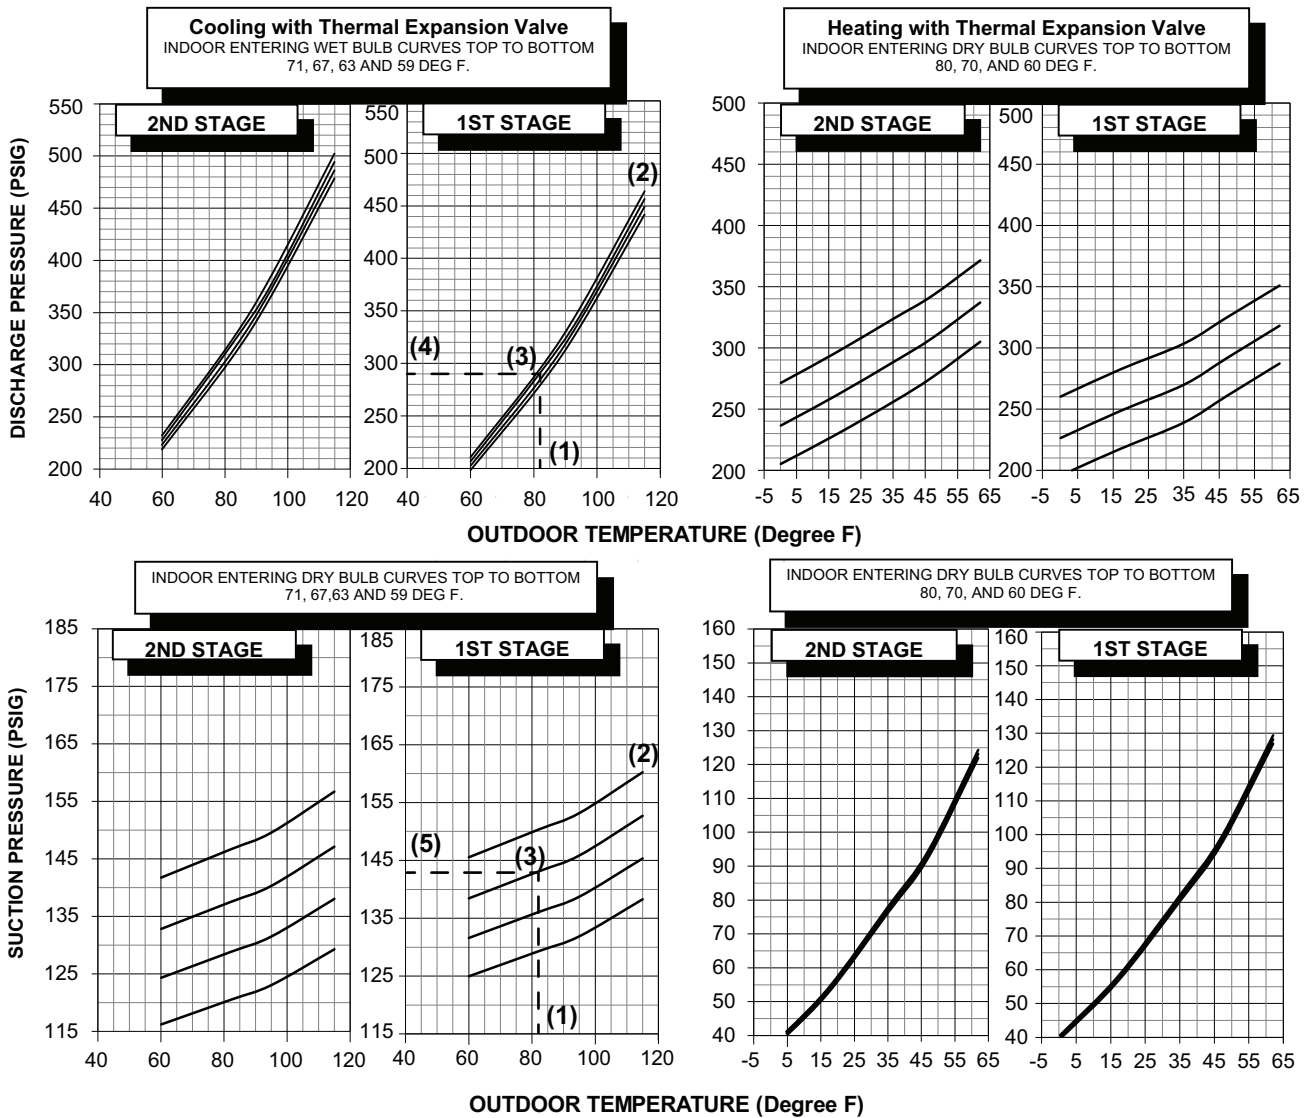 Cooling with Thermal Expansion Valve
INDOOR ENTERING WET BULB CURVES TOP TO BOTTOM
71, 67, 63 AND 59 DEG F.
Heating with Thermal Expansion Valve
INDOOR ENTERING DRY BULB CURVES TOP TO BOTTOM
80, 70, AND 60 DEG F.
DISCHARGE PRESSURE (PSIG)
2ND STAGE
550
500
450
400
350
300
250
200
40 60 80 100 120
1ST STAGE
550
500
450
400
350
300
250
200
(2)
(4)
(3)
(1)
40 60 80 100 120
2ND STAGE
500
450
400
350
300
250
200
-5 5 15 25 35 45 55 65
1ST STAGE
500
450
400
350
300
250
200
-5 5 15 25 35 45 55 65
OUTDOOR TEMPERATURE (Degree F)
INDOOR ENTERING DRY BULB CURVES TOP TO BOTTOM
71, 67,63 AND 59 DEG F.
INDOOR ENTERING DRY BULB CURVES TOP TO BOTTOM
80, 70, AND 60 DEG F.
SUCTION PRESSURE (PSIG)
2ND STAGE
185
175
165
155
145
135
125
115
40 60 80 100 120
1ST STAGE
185
175
165
155
145
135
125
115
(2)
(5)
(3)
(1)
40 60 80 100 120
2ND STAGE
160
150
140
130
120
110
100
90
80
70
60
50
40
-5 5 15 25 35 45 55 65
1ST STAGE
160
150
140
130
120
110
100
90
80
70
60
50
40
-5 5 15 25 35 45 55 65
OUTDOOR TEMPERATURE (Degree F)